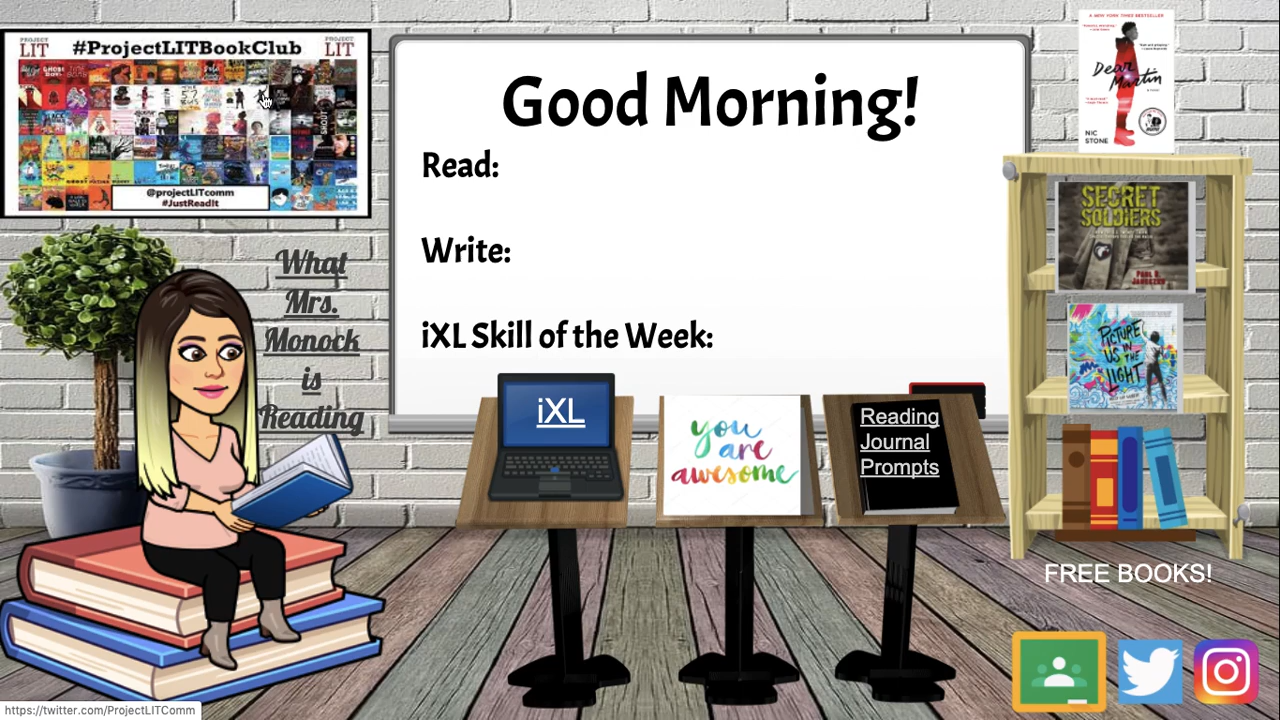 PROJECT
LIT
#ProjectLITBookClub
PROJECT
LIT
@projectLITcomm
#JustReadIt
What
Mrs.
Monock
is
Reading
Good Morning!
Read:
Write:
iXL Skill of the Week:
iXL
you
are
awesome
Reading
Journal
Prompts
A NEW YORK TIMES BESTSELLER
Dear
Martin
NIC
STONE
SECRET
SOLDIERS
PAUL B.
JANECZKO
PICTURE
US IN
THE
LIGHT
FREE BOOKS!
https://twitter.com/ProjectLITComm